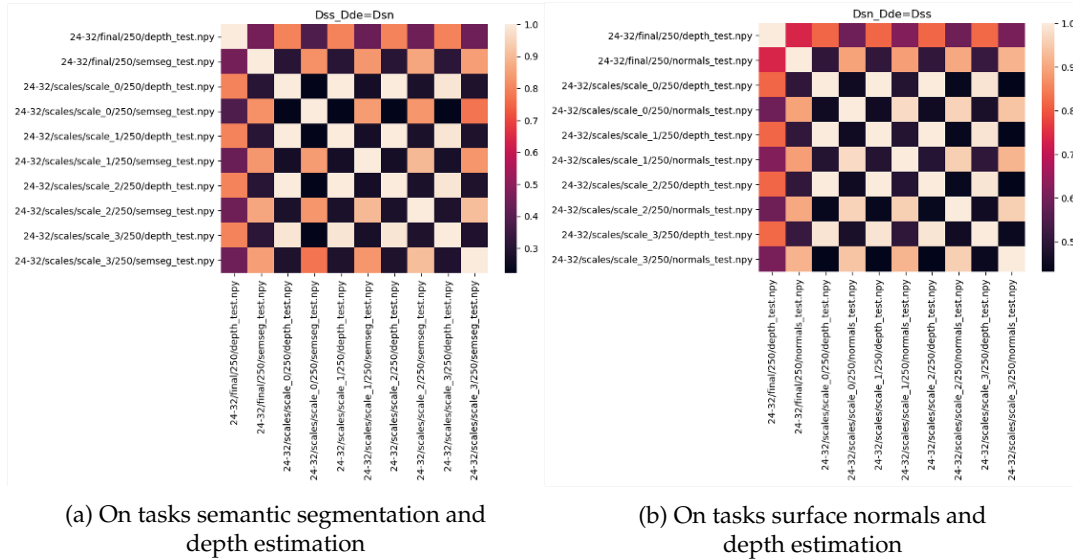 Dss_Dde=Dsn
24-32/final/250/depth_test.npy
24-32/final/250/semseg_test.npy
24-32/scales/scale_0/250/depth_test.npy
24-32/scales/scale_0/250/semseg_test.npy
24-32/scales/scale_1/250/depth_test.npy
24-32/scales/scale_1/250/semseg_test.npy
24-32/scales/scale_2/250/depth_test.npy
24-32/scales/scale_2/250/semseg_test.npy
24-32/scales/scale_3/250/depth_test.npy
24-32/scales/scale_3/250/semseg_test.npy
24-32/final/250/depth_test.npy
24-32/final/250/semseg_test.npy
24-32/scales/scale_0/250/depth_test.npy
24-32/scales/scale_0/250/semseg_test.npy
24-32/scales/scale_1/250/depth_test.npy
24-32/scales/scale_1/250/semseg_test.npy
24-32/scales/scale_2/250/depth_test.npy
24-32/scales/scale_2/250/semseg_test.npy
24-32/scales/scale_3/250/depth_test.npy
24-32/scales/scale_3/250/semseg_test.npy
1.0
0.9
0.8
0.7
0.6
0.5
0.4
0.3
(a) On tasks semantic segmentation and
depth estimation
Dsn_Dde=Dss
24-32/final/250/depth_test.npy
24-32/final/250/normals_test.npy
24-32/scales/scale_0/250/depth_test.npy
24-32/scales/scale_0/250/normals_test.npy
24-32/scales/scale_1/250/depth_test.npy
24-32/scales/scale_1/250/normals_test.npy
24-32/scales/scale_2/250/depth_test.npy
24-32/scales/scale_2/250/normals_test.npy
24-32/scales/scale_3/250/depth_test.npy
24-32/scales/scale_3/250/normals_test.npy
24-32/final/250/depth_test.npy
24-32/final/250/normals_test.npy
24-32/scales/scale_0/250/depth_test.npy
24-32/scales/scale_0/250/normals_test.npy
24-32/scales/scale_1/250/depth_test.npy
24-32/scales/scale_1/250/normals_test.npy
24-32/scales/scale_2/250/depth_test.npy
24-32/scales/scale_2/250/normals_test.npy
24-32/scales/scale_3/250/depth_test.npy
24-32/scales/scale_3/250/normals_test.npy
1.0
0.9
0.8
0.7
0.6
0.5
(b) On tasks surface normals and
depth estimation